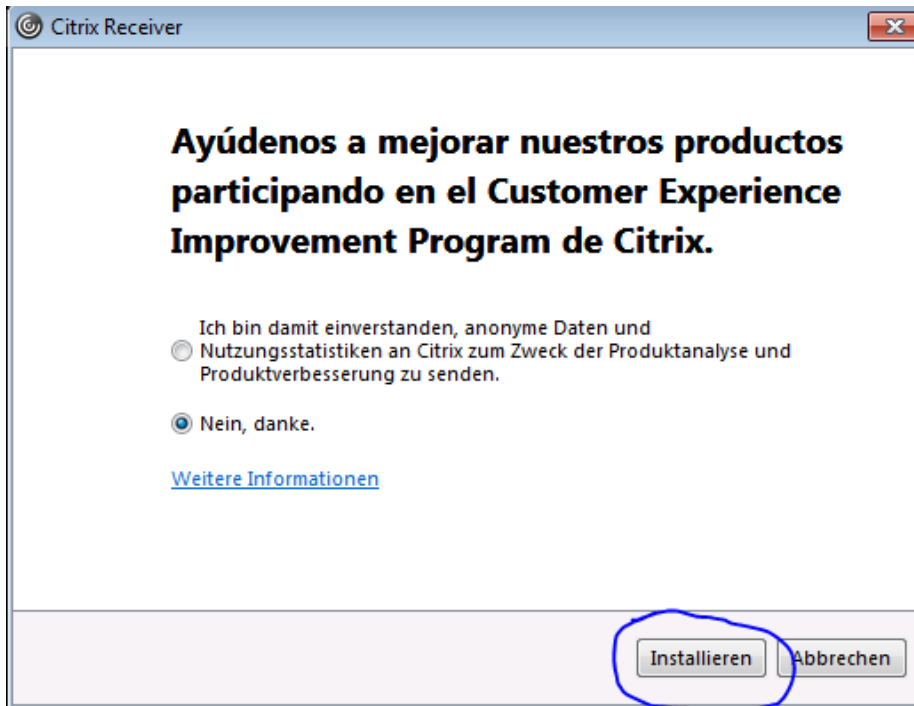 Citrix Receiver
Ayúdenos a mejorar nuestros productos
participando en el Customer Experience
Improvement Program de Citrix.
Ich bin damit einverstanden, anonyme Daten und
Nutzungsstatistiken an Citrix zum Zweck der Produktanalyse und
Produktverbesserung zu senden.
Nein, danke.
Weitere Informationen
Installieren Abbrechen